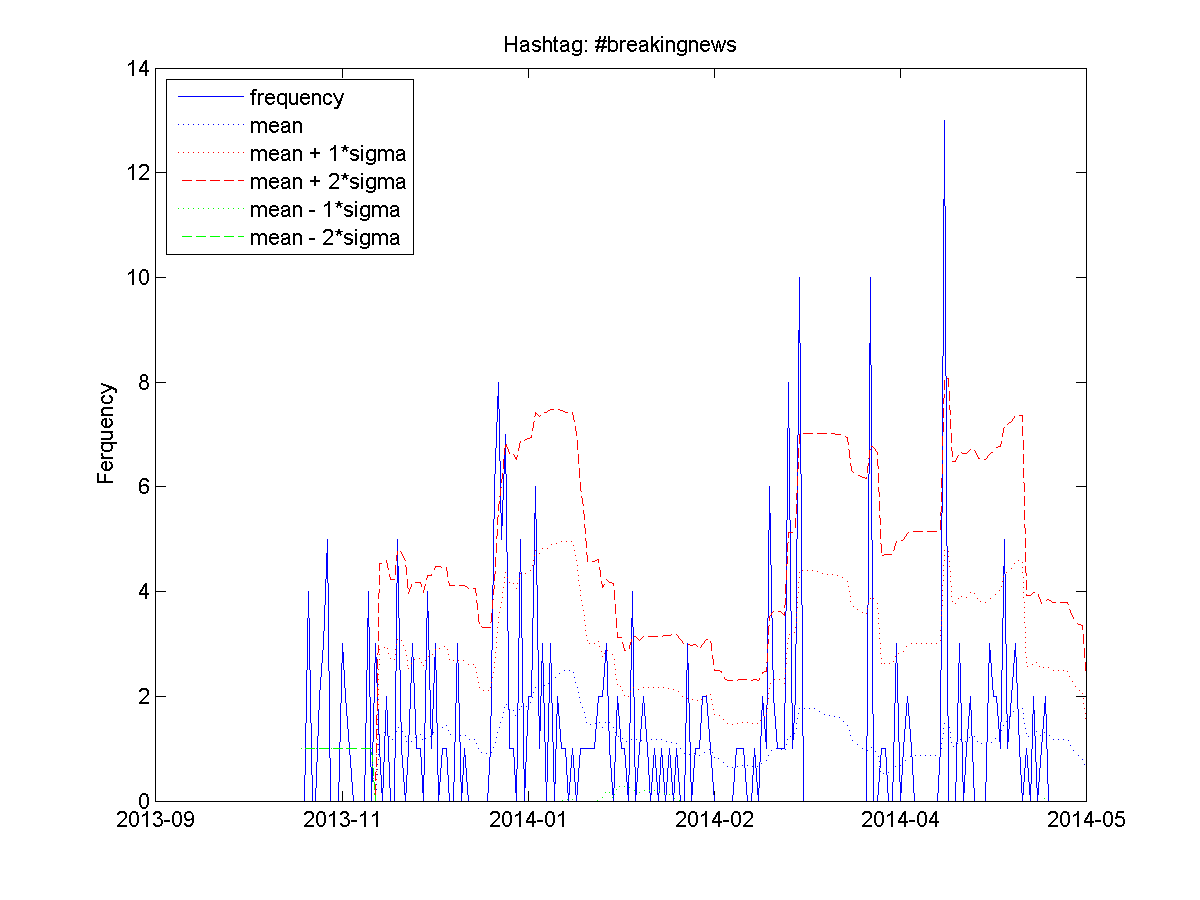 Hashtag: #breakingnews
14
frequency
mean
mean + 1*sigma
mean + 2*sigma
mean - 1*sigma
mean - 2*sigma
12
10
8
6
4
2
0
Ferquency
2013-09 2013-11 2014-01 2014-02 2014-04 2014-05